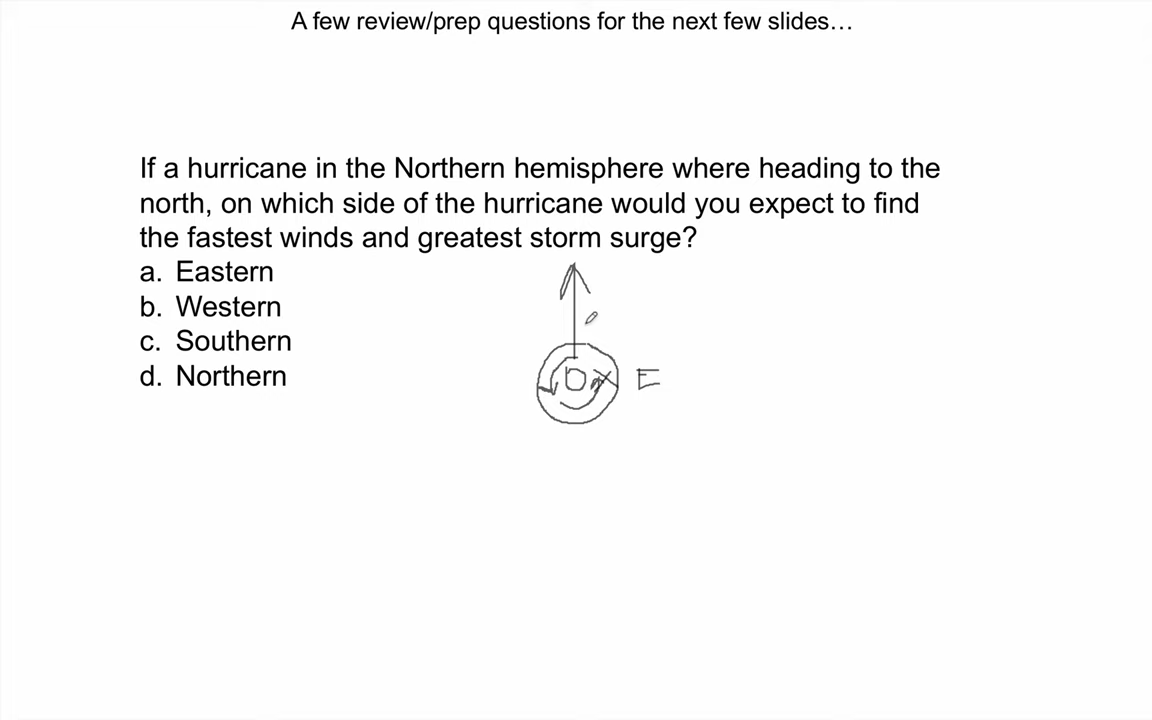 A few review/prep questions for the next few slides…
If a hurricane in the Northern hemisphere where heading to the
north, on which side of the hurricane would you expect to find
the fastest winds and greatest storm surge?
a. Eastern
b. Western
c. Southern
d. Northern
E